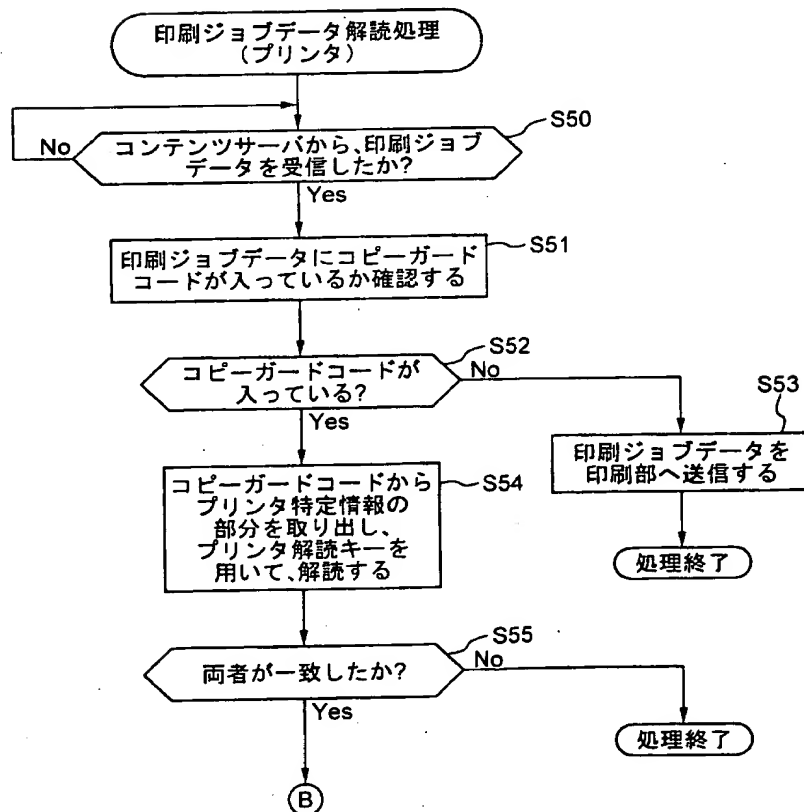 印刷ジョブデータ解読処理
(プリンタ)
S50
No
コンテンツサーバから、印刷ジョブ
データを受信したか?
Yes
S51
印刷ジョブデータにコピーガード
コードが入っているか確認する
S52
コピーガードコードが
入っている?
No
Yes
S53
印刷ジョブデータを
印刷部へ送信する
処理終了
S54
コピーガードコードから
プリンタ特定情報の
部分を取り出し、
プリンタ解読キーを
用いて、解読する
S55
両者が一致したか?
No
Yes
処理終了
B